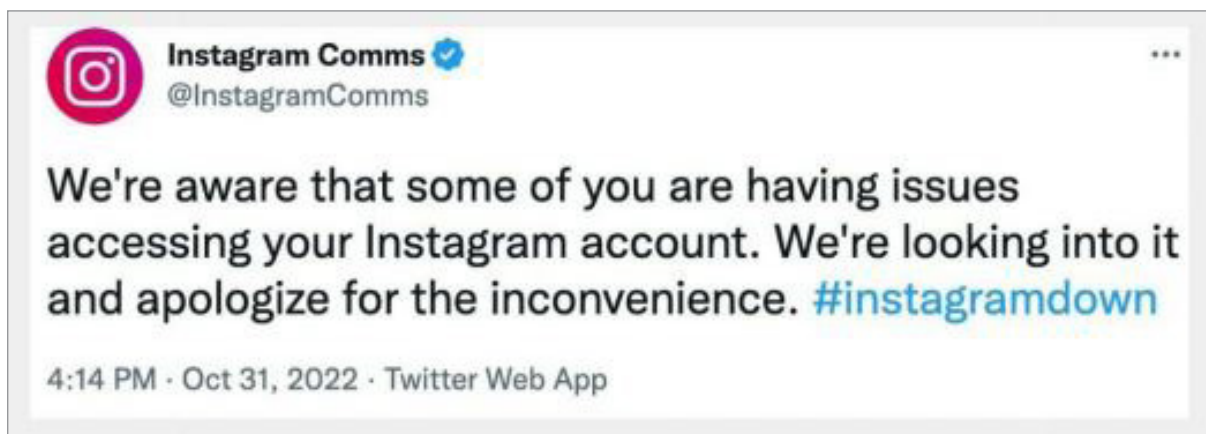 Instagram Comms
@InstagramComms
We're aware that some of you are having issues
accessing your Instagram account. We're looking into it
and apologize for the inconvenience. #instagramdown
4:14 PM · Oct 31, 2022 · Twitter Web App